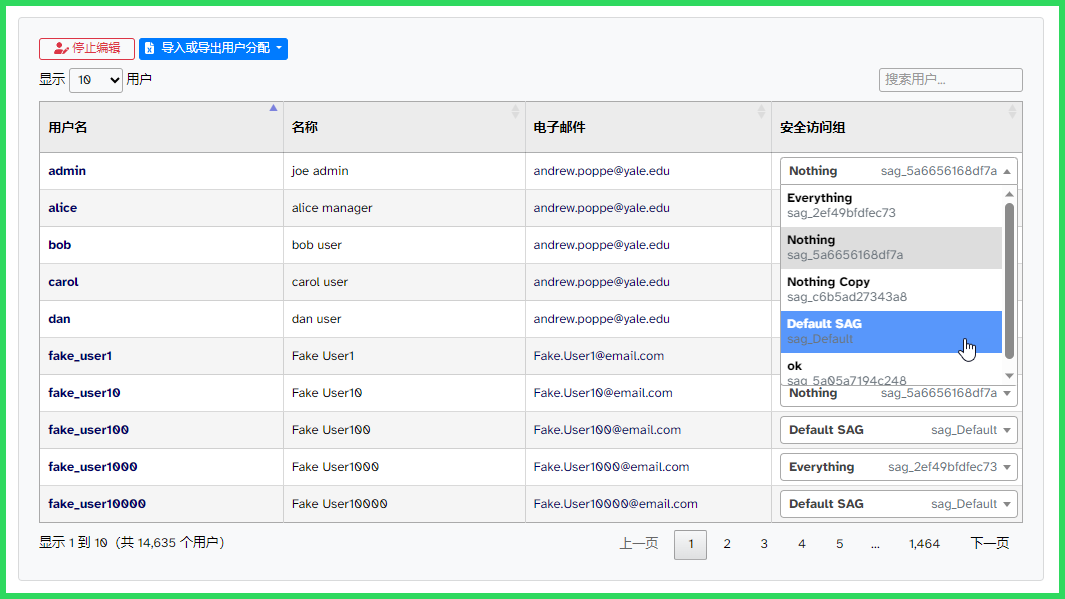 停止编辑 导入或导出用户分配
显示 10 用户 搜索用户...
用户名 名称 电子邮件 安全访问组
admin joe admin andrew.poppe@yale.edu Nothing sag_5a6656168df7a
alice alice manager andrew.poppe@yale.edu
Everything
sag_2ef49bfdfec73
bob bob user andrew.poppe@yale.edu
Nothing
sag_5a6656168df7a
carol carol user andrew.poppe@yale.edu
Nothing Copy
sag_c6b5ad27343a8
dan dan user andrew.poppe@yale.edu
Default SAG
sag_Default
fake_user1 Fake User1 Fake.User1@email.com
ok
sag_5a05a7194c248
fake_user10 Fake User10 Fake.User10@email.com Nothing sag_5a6656168df7a
fake_user100 Fake User100 Fake.User100@email.com Default SAG sag_Default
fake_user1000 Fake User1000 Fake.User1000@email.com Everything sag_2ef49bfdfec73
fake_user10000 Fake User10000 Fake.User10000@email.com Default SAG sag_Default
显示 1 到 10（共 14,635 个用户） 上一页 1 2 3 4 5 ... 1,464 下一页